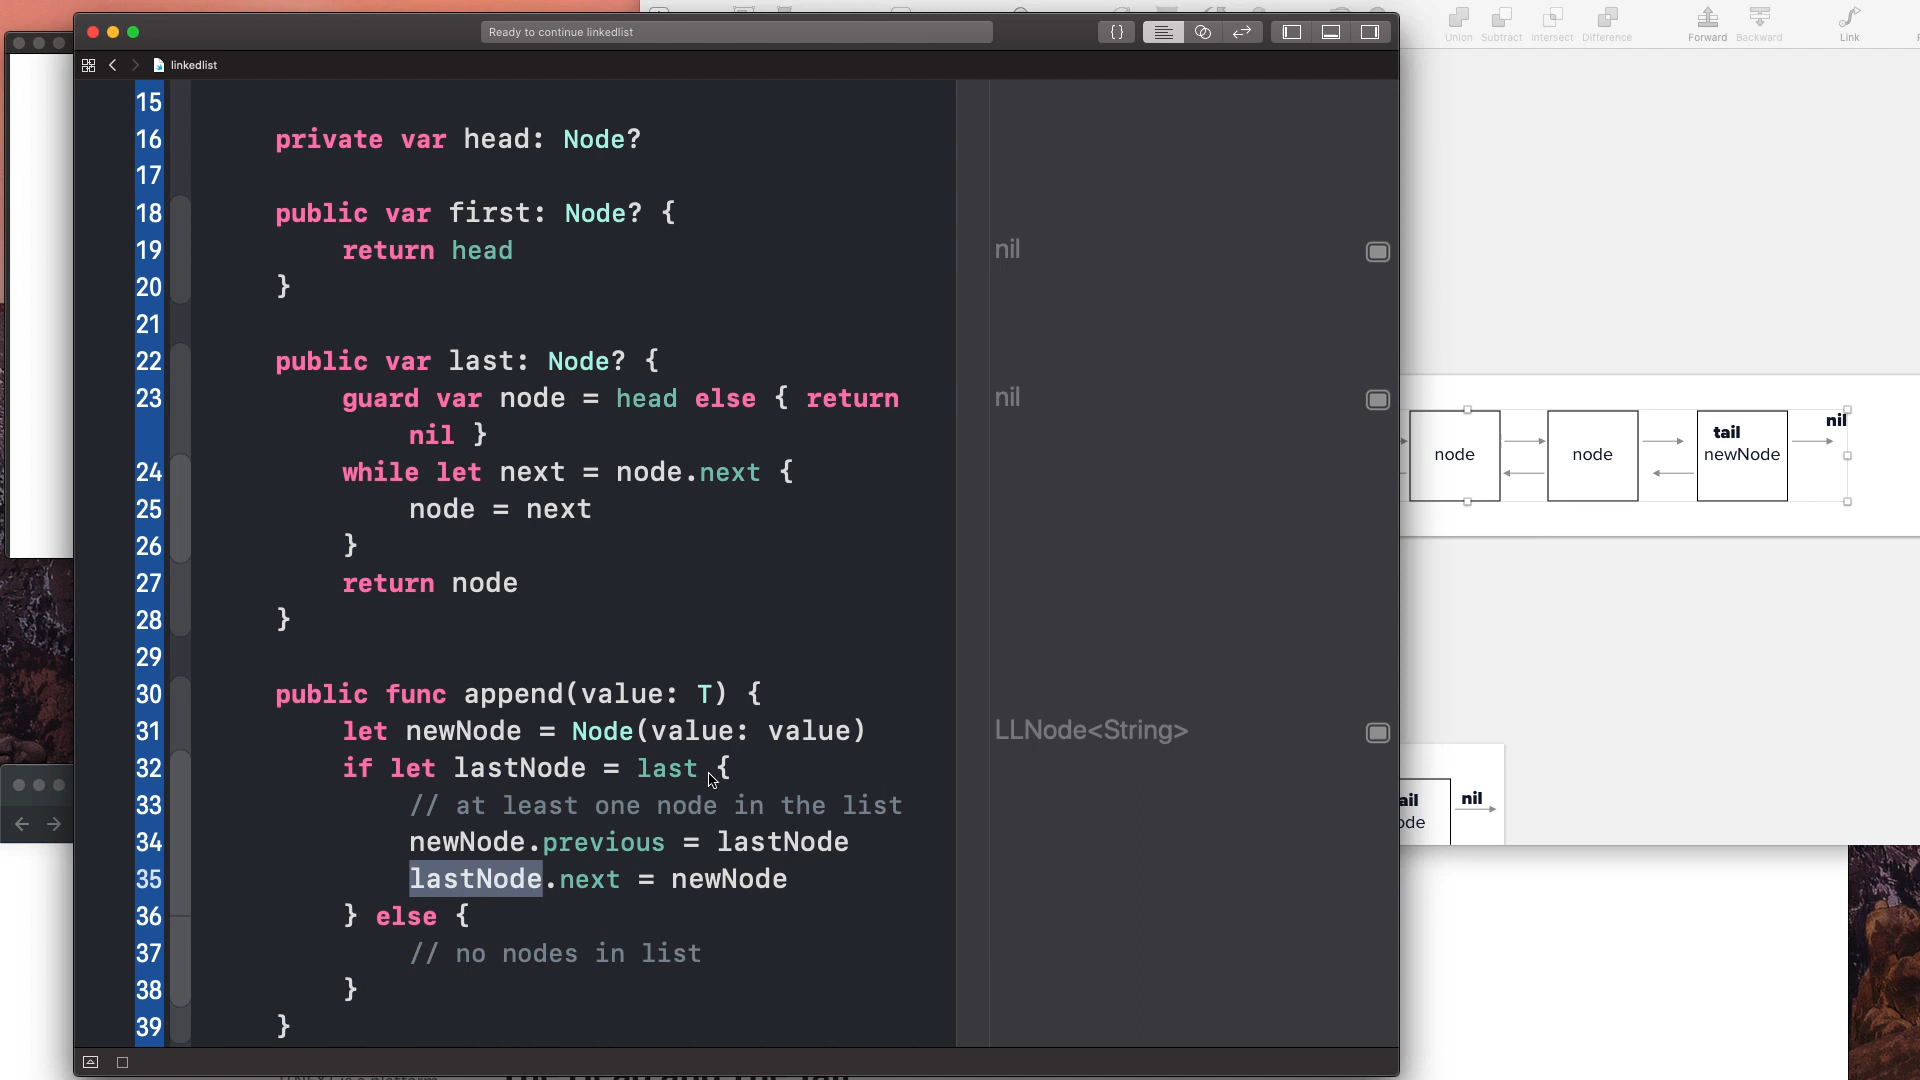 Ready to continue linkedlist
{}
Union Subtract Intersect Difference
Forward Backward
Link
linkedlist
15
16 private var head: Node?
17
18 public var first: Node? {
19 return head
nil
20 }
21
22 public var last: Node? {
23 guard var node = head else { return
nil
nil }
24 while let next = node.next {
25 node = next
26 }
27 return node
28 }
29
30 public func append(value: T) {
31 let newNode = Node(value: value)
LLNode<String>
32 if let lastNode = last {
33 // at least one node in the list
34 newNode.previous = lastNode
35 lastNode.next = newNode
36 } else {
37 // no nodes in list
38 }
39 }
node
node
tail
newNode
nil
ail
ode
nil